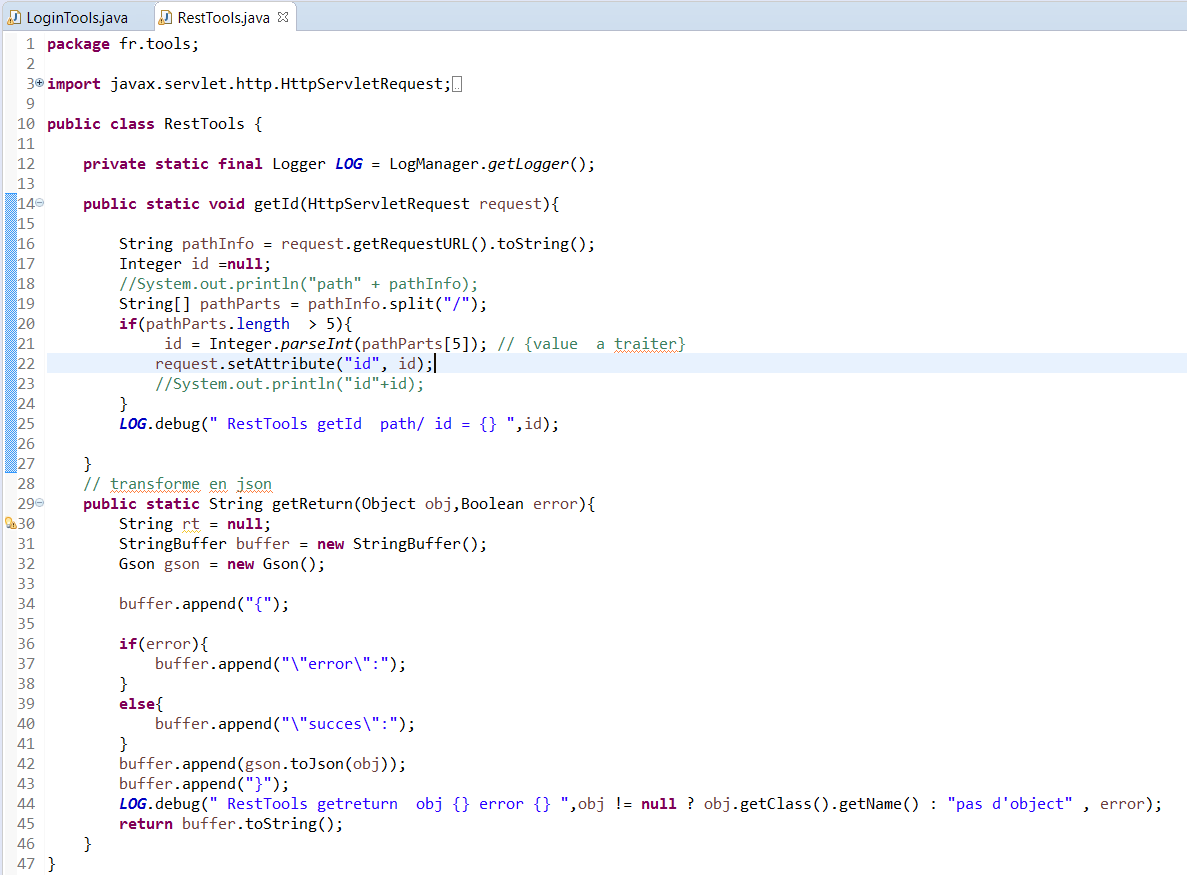 LoginTools.java RestTools.java
1 package fr.tools;
2
3 import javax.servlet.http.HttpServletRequest;
9
10 public class RestTools {
11
12     private static final Logger LOG = LogManager.getLogger();
13
14     public static void getId(HttpServletRequest request){
15
16         String pathInfo = request.getRequestURL().toString();
17         Integer id =null;
18         //System.out.println("path" + pathInfo);
19         String[] pathParts = pathInfo.split("/");
20         if(pathParts.length  > 5){
21              id = Integer.parseInt(pathParts[5]); // {value  a traiter}
22             request.setAttribute("id", id);
23             //System.out.println("id"+id);
24         }
25         LOG.debug(" RestTools getId  path/ id = {} ",id);
26
27     }
28     // transforme en json
29     public static String getReturn(Object obj,Boolean error){
30         String rt = null;
31         StringBuffer buffer = new StringBuffer();
32         Gson gson = new Gson();
33
34         buffer.append("{");
35
36         if(error){
37             buffer.append("\"error\":");
38         }
39         else{
40             buffer.append("\"succes\":");
41         }
42         buffer.append(gson.toJson(obj));
43         buffer.append("}");
44         LOG.debug(" RestTools getreturn  obj {} error {} ",obj != null ? obj.getClass().getName() : "pas d'object" , error);
45         return buffer.toString();
46     }
47 }